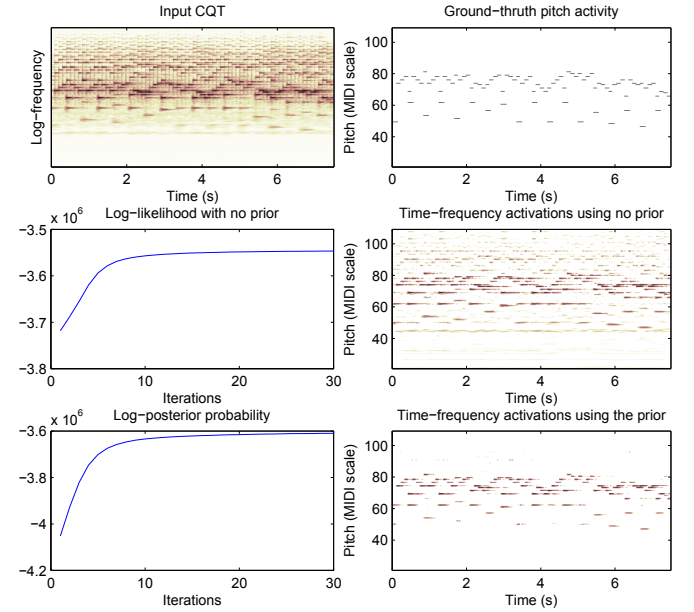 Input CQT
Log−frequency
0 2 4 6
Time (s)
Ground−thruth pitch activity
Pitch (MIDI scale)
100
80
60
40
0 2 4 6
Time (s)
Log−likelihood with no prior
x 10^6
−3.5
−3.6
−3.7
−3.8
0 10 20 30
Iterations
Time−frequency activations using no prior
Pitch (MIDI scale)
100
80
60
40
0 2 4 6
Time (s)
Log−posterior probability
x 10^6
−3.6
−3.8
−4
−4.2
0 10 20 30
Iterations
Time−frequency activations using the prior
Pitch (MIDI scale)
100
80
60
40
0 2 4 6
Time (s)